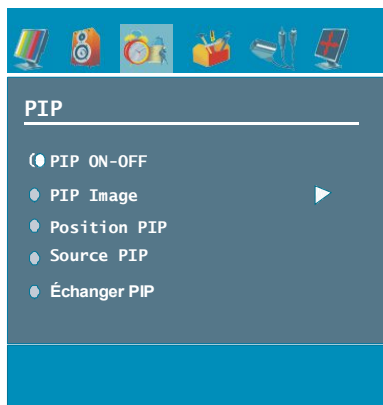 PIP
PIP ON-OFF
PIP Image
Position PIP
Source PIP
Échanger PIP